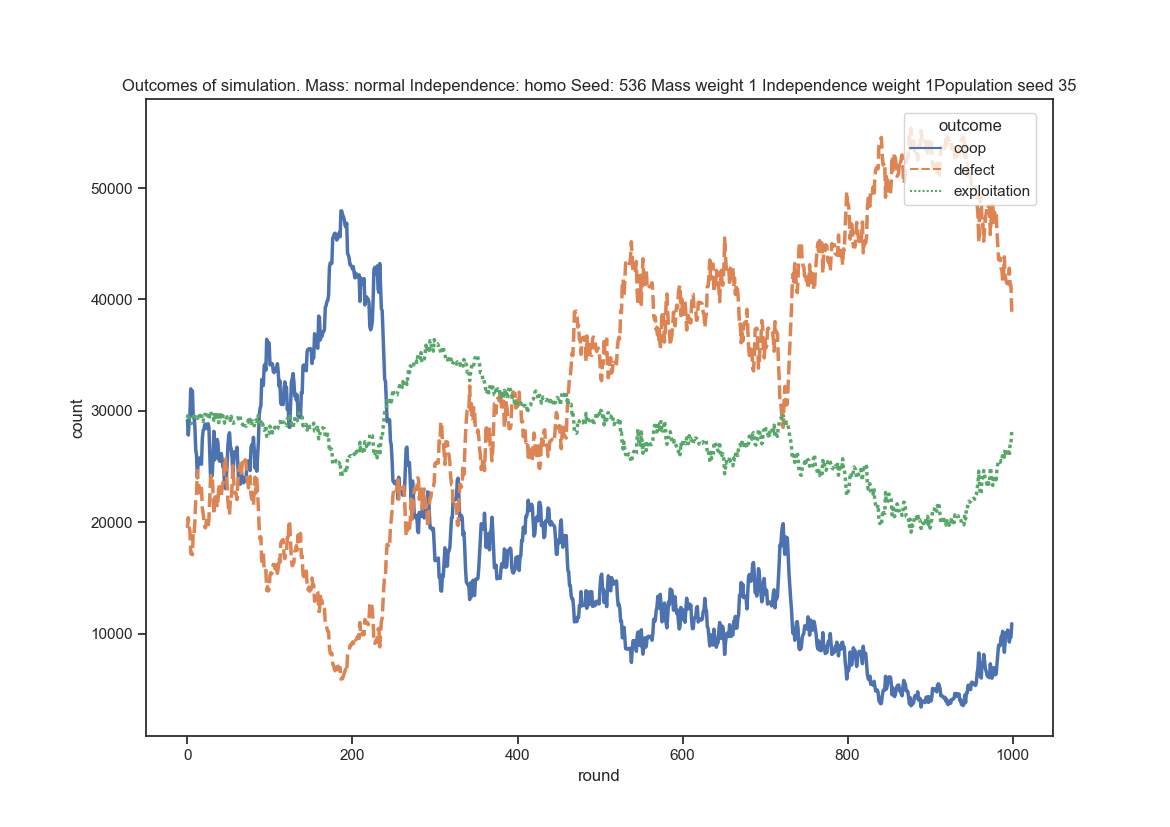 Outcomes of simulation. Mass: normal Independence: homo Seed: 536 Mass weight 1 Independence weight 1Population seed 35
outcome
coop
defect
exploitation
50000
40000
30000
20000
10000
count
0 200 400 600 800 1000
round